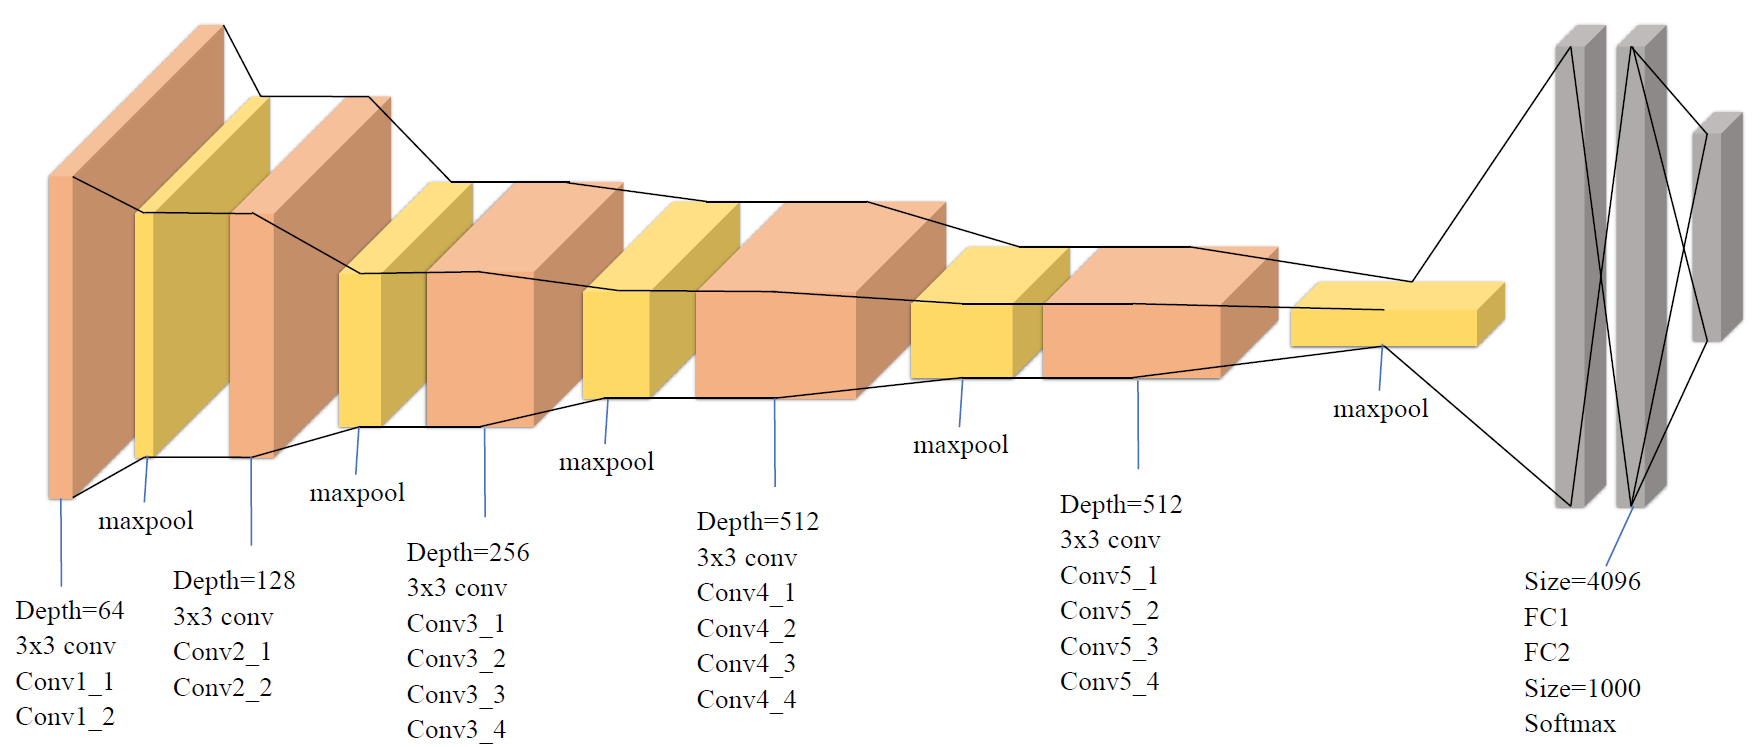 maxpool
maxpool
maxpool
maxpool
maxpool
Depth=64
3x3 conv
Conv1_1
Conv1_2
Depth=128
3x3 conv
Conv2_1
Conv2_2
Depth=256
3x3 conv
Conv3_1
Conv3_2
Conv3_3
Conv3_4
Depth=512
3x3 conv
Conv4_1
Conv4_2
Conv4_3
Conv4_4
Depth=512
3x3 conv
Conv5_1
Conv5_2
Conv5_3
Conv5_4
Size=4096
FC1
FC2
Size=1000
Softmax